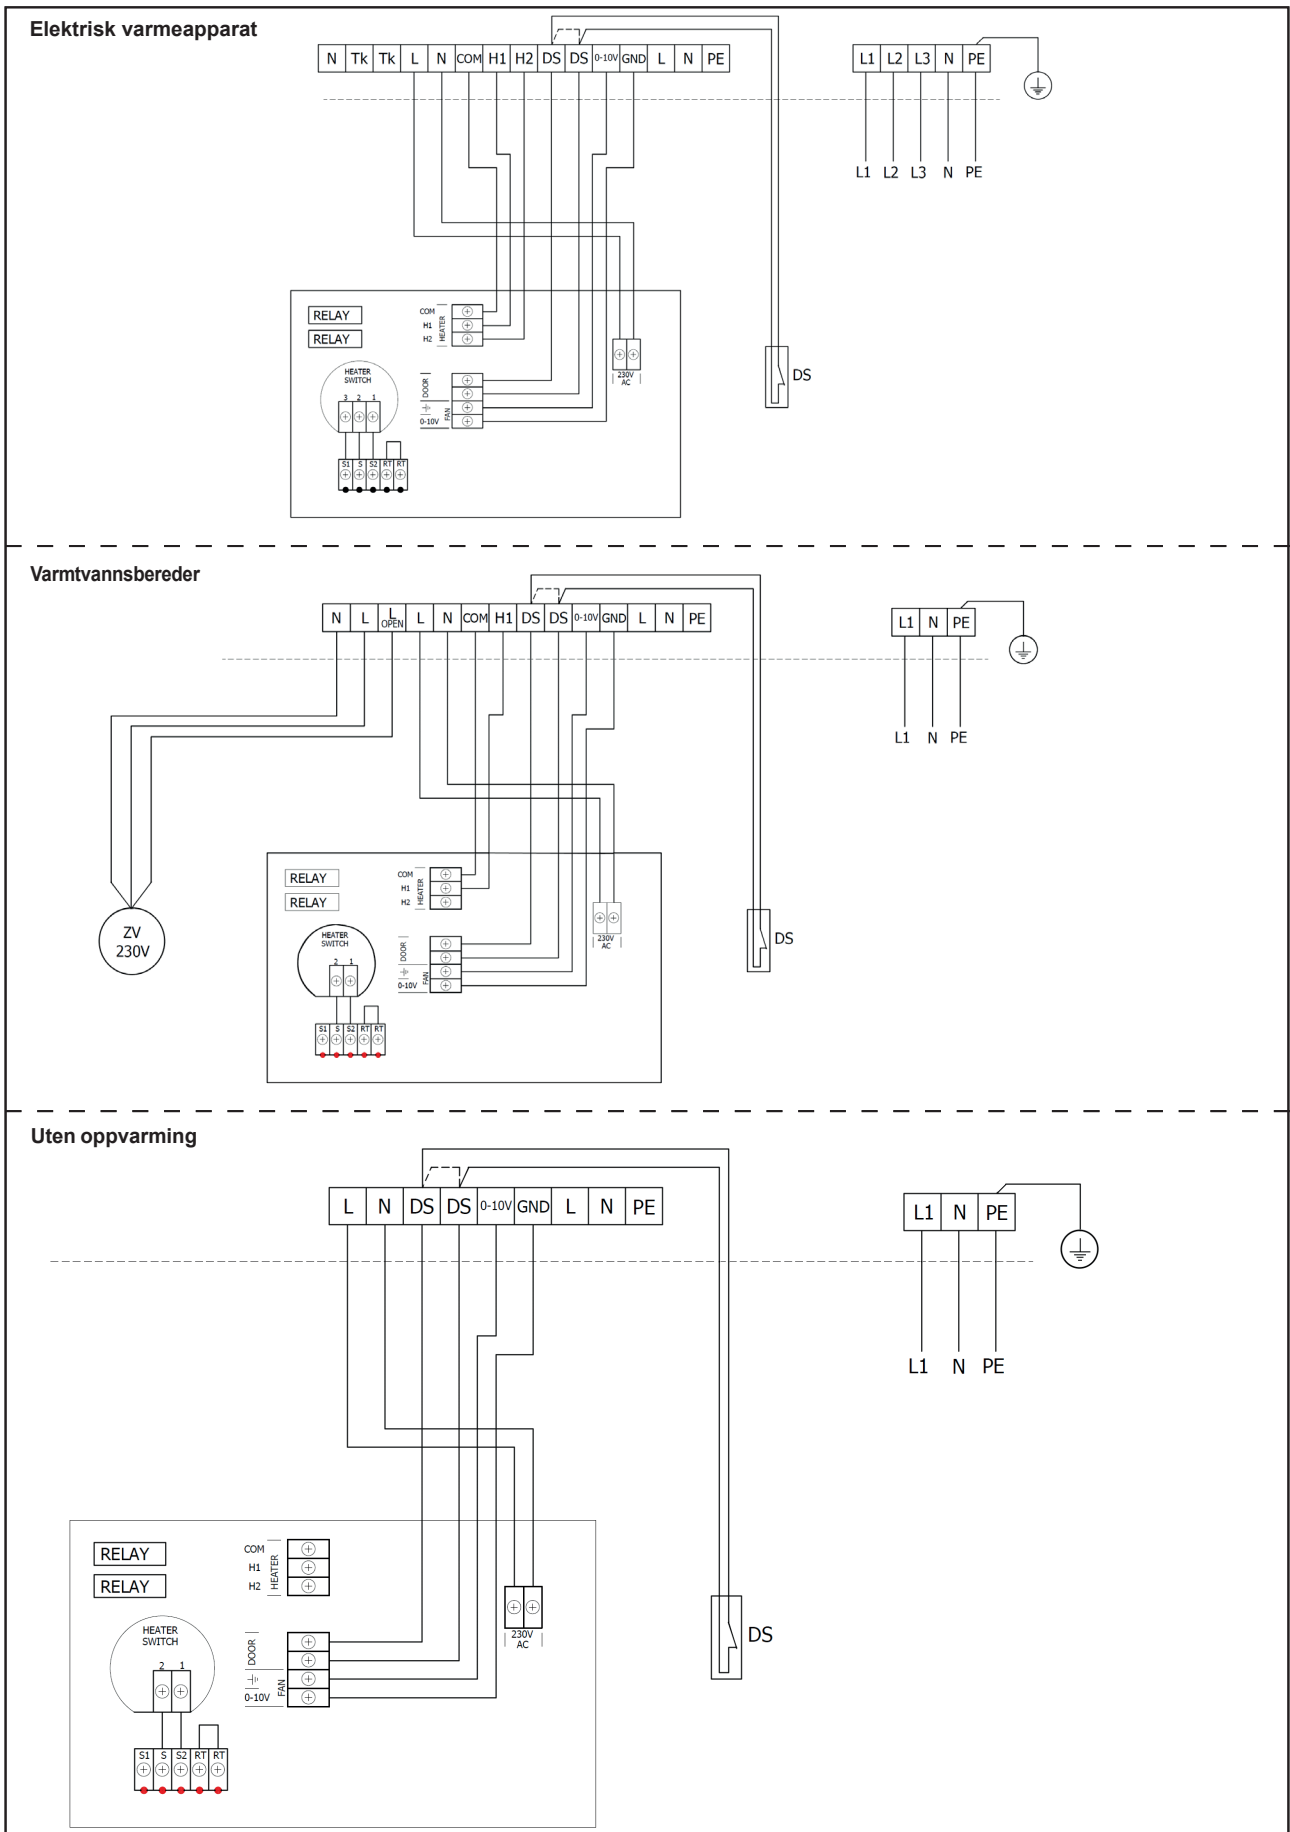 Elektrisk varmeapparat
N Tk Tk L N COM H1 H2 DS DS 0-10V GND L N PE
L1 L2 L3 N PE
L1 L2 L3 N PE
RELAY
RELAY
COM
H1
H2
HEATER
HEATER
SWITCH
3 2 1
S1 S S2 RT RT
DOOR
FAN
0-10V
230V
AC
DS
Varmtvannsbereder
N L L
OPEN
L N COM H1 DS DS 0-10V GND L N PE
L1 N PE
L1 N PE
ZV
230V
RELAY
RELAY
COM
H1
H2
HEATER
HEATER
SWITCH
2 1
S1 S S2 RT RT
DOOR
FAN
0-10V
230V
AC
DS
Uten oppvarming
L N DS DS 0-10V GND L N PE
L1 N PE
L1 N PE
RELAY
RELAY
COM
H1
H2
HEATER
HEATER
SWITCH
2 1
S1 S S2 RT RT
DOOR
FAN
0-10V
230V
AC
DS